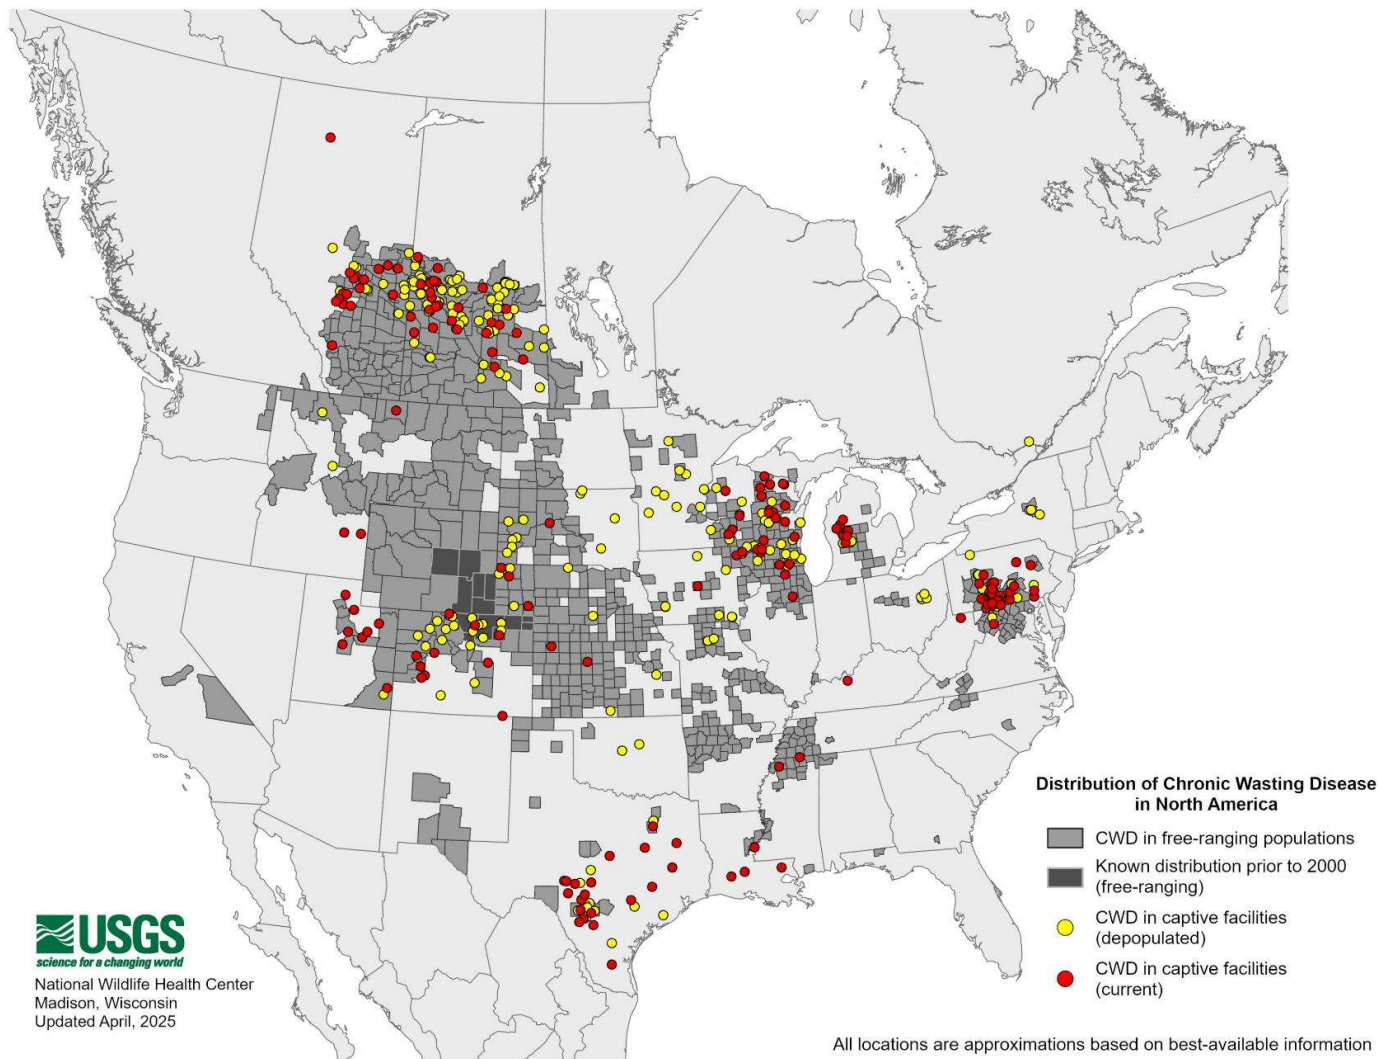 Distribution of Chronic Wasting Disease
in North America
CWD in free-ranging populations
Known distribution prior to 2000
(free-ranging)
CWD in captive facilities
(depopulated)
CWD in captive facilities
(current)
USGS
science for a changing world
National Wildlife Health Center
Madison, Wisconsin
Updated April, 2025
All locations are approximations based on best-available information